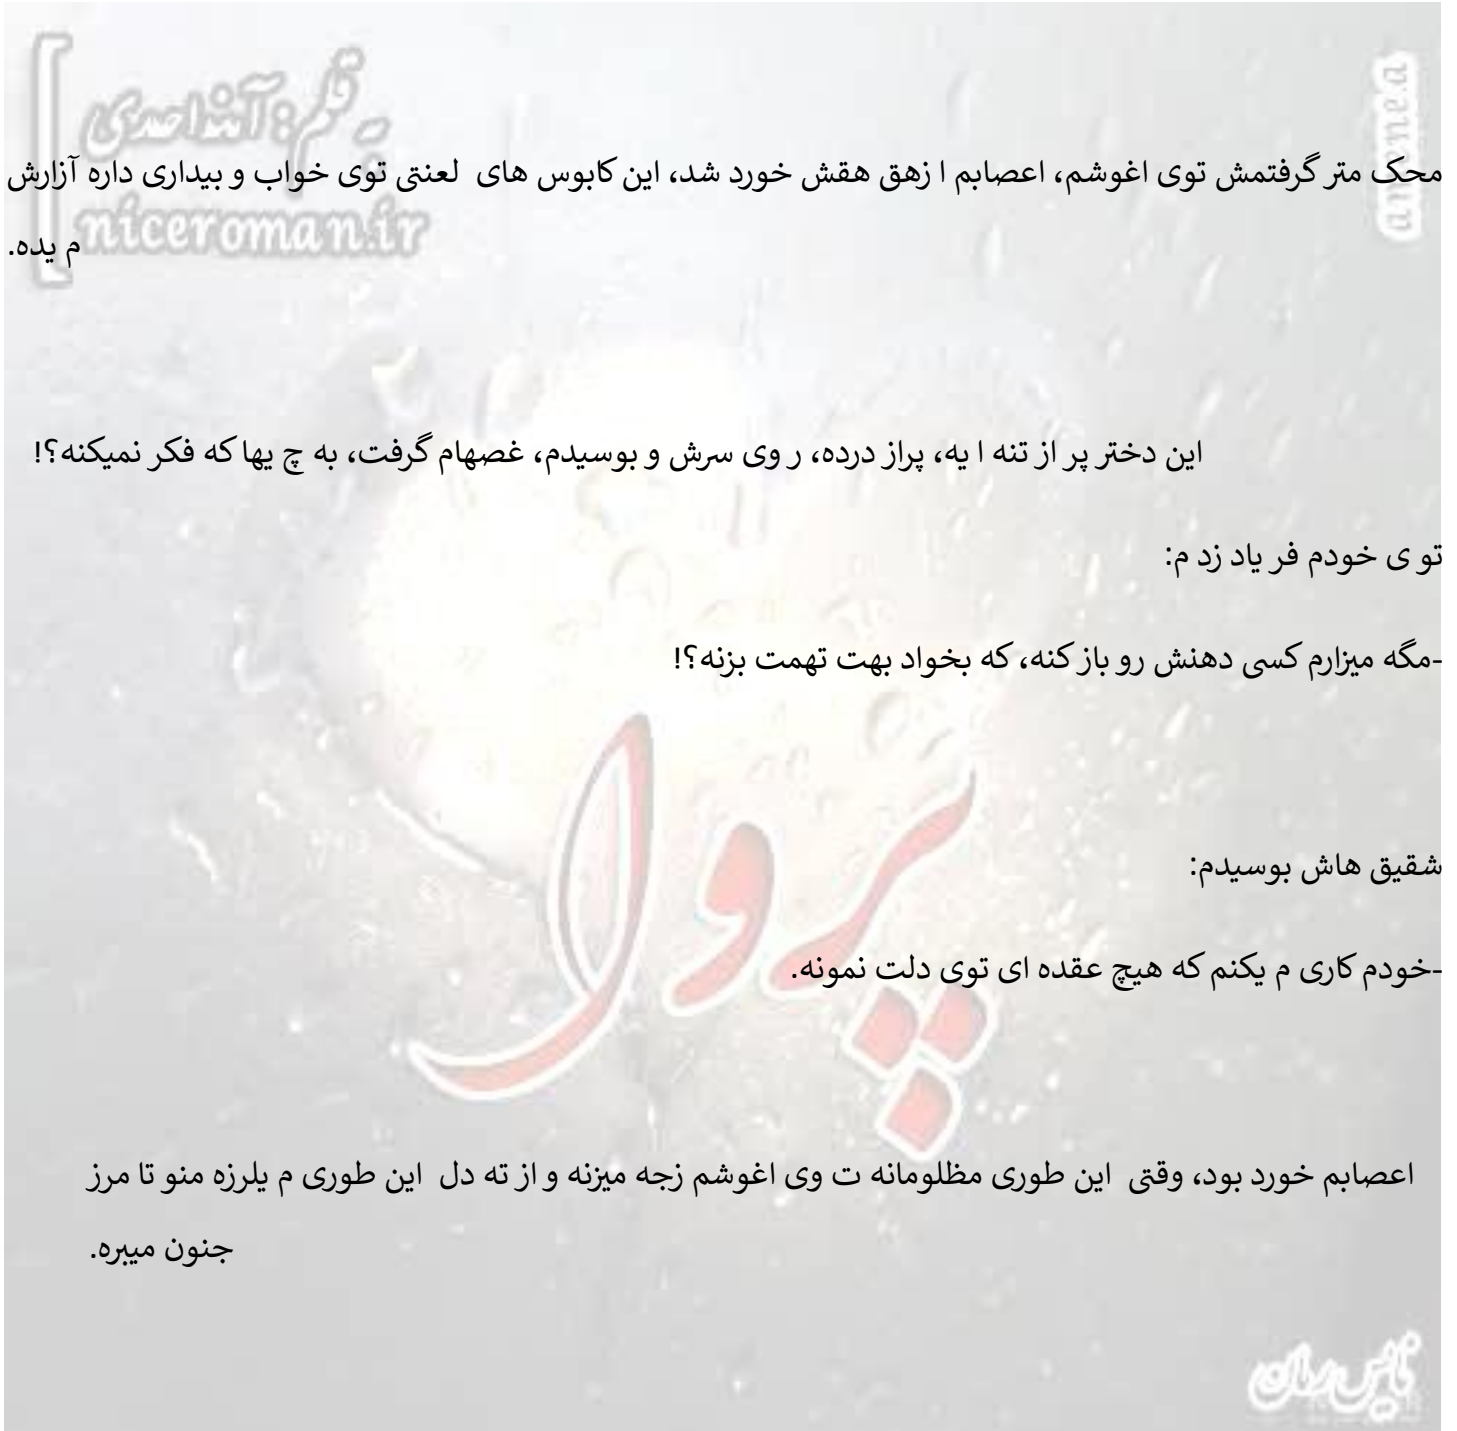 قلم: آمنه احمدی
niceroman.ir
amenea
محک متر گرفتمش توی اغوشم، اعصابم ا زهق هقش خورد شد، این کابوس های لعنتی توی خواب و بیداری داره آزارش
م یده.
این دختر پر از تنه ا یه، پراز درده، ر وی سرش و بوسیدم، غصهام گرفت، به چ یها که فکر نمیکنه؟!
تو ی خودم فر یاد زد م:
-مگه میزارم کسی دهنش رو باز کنه، که بخواد بهت تهمت بزنه؟!
پروا
شقیق هاش بوسیدم:
-خودم کاری م یکنم که هیچ عقده ای توی دلت نمونه.
اعصابم خورد بود، وقتی این طوری مظلومانه ت وی اغوشم زجه میزنه و از ته دل این طوری م یلرزه منو تا مرز
جنون میبره.
نایس رمان